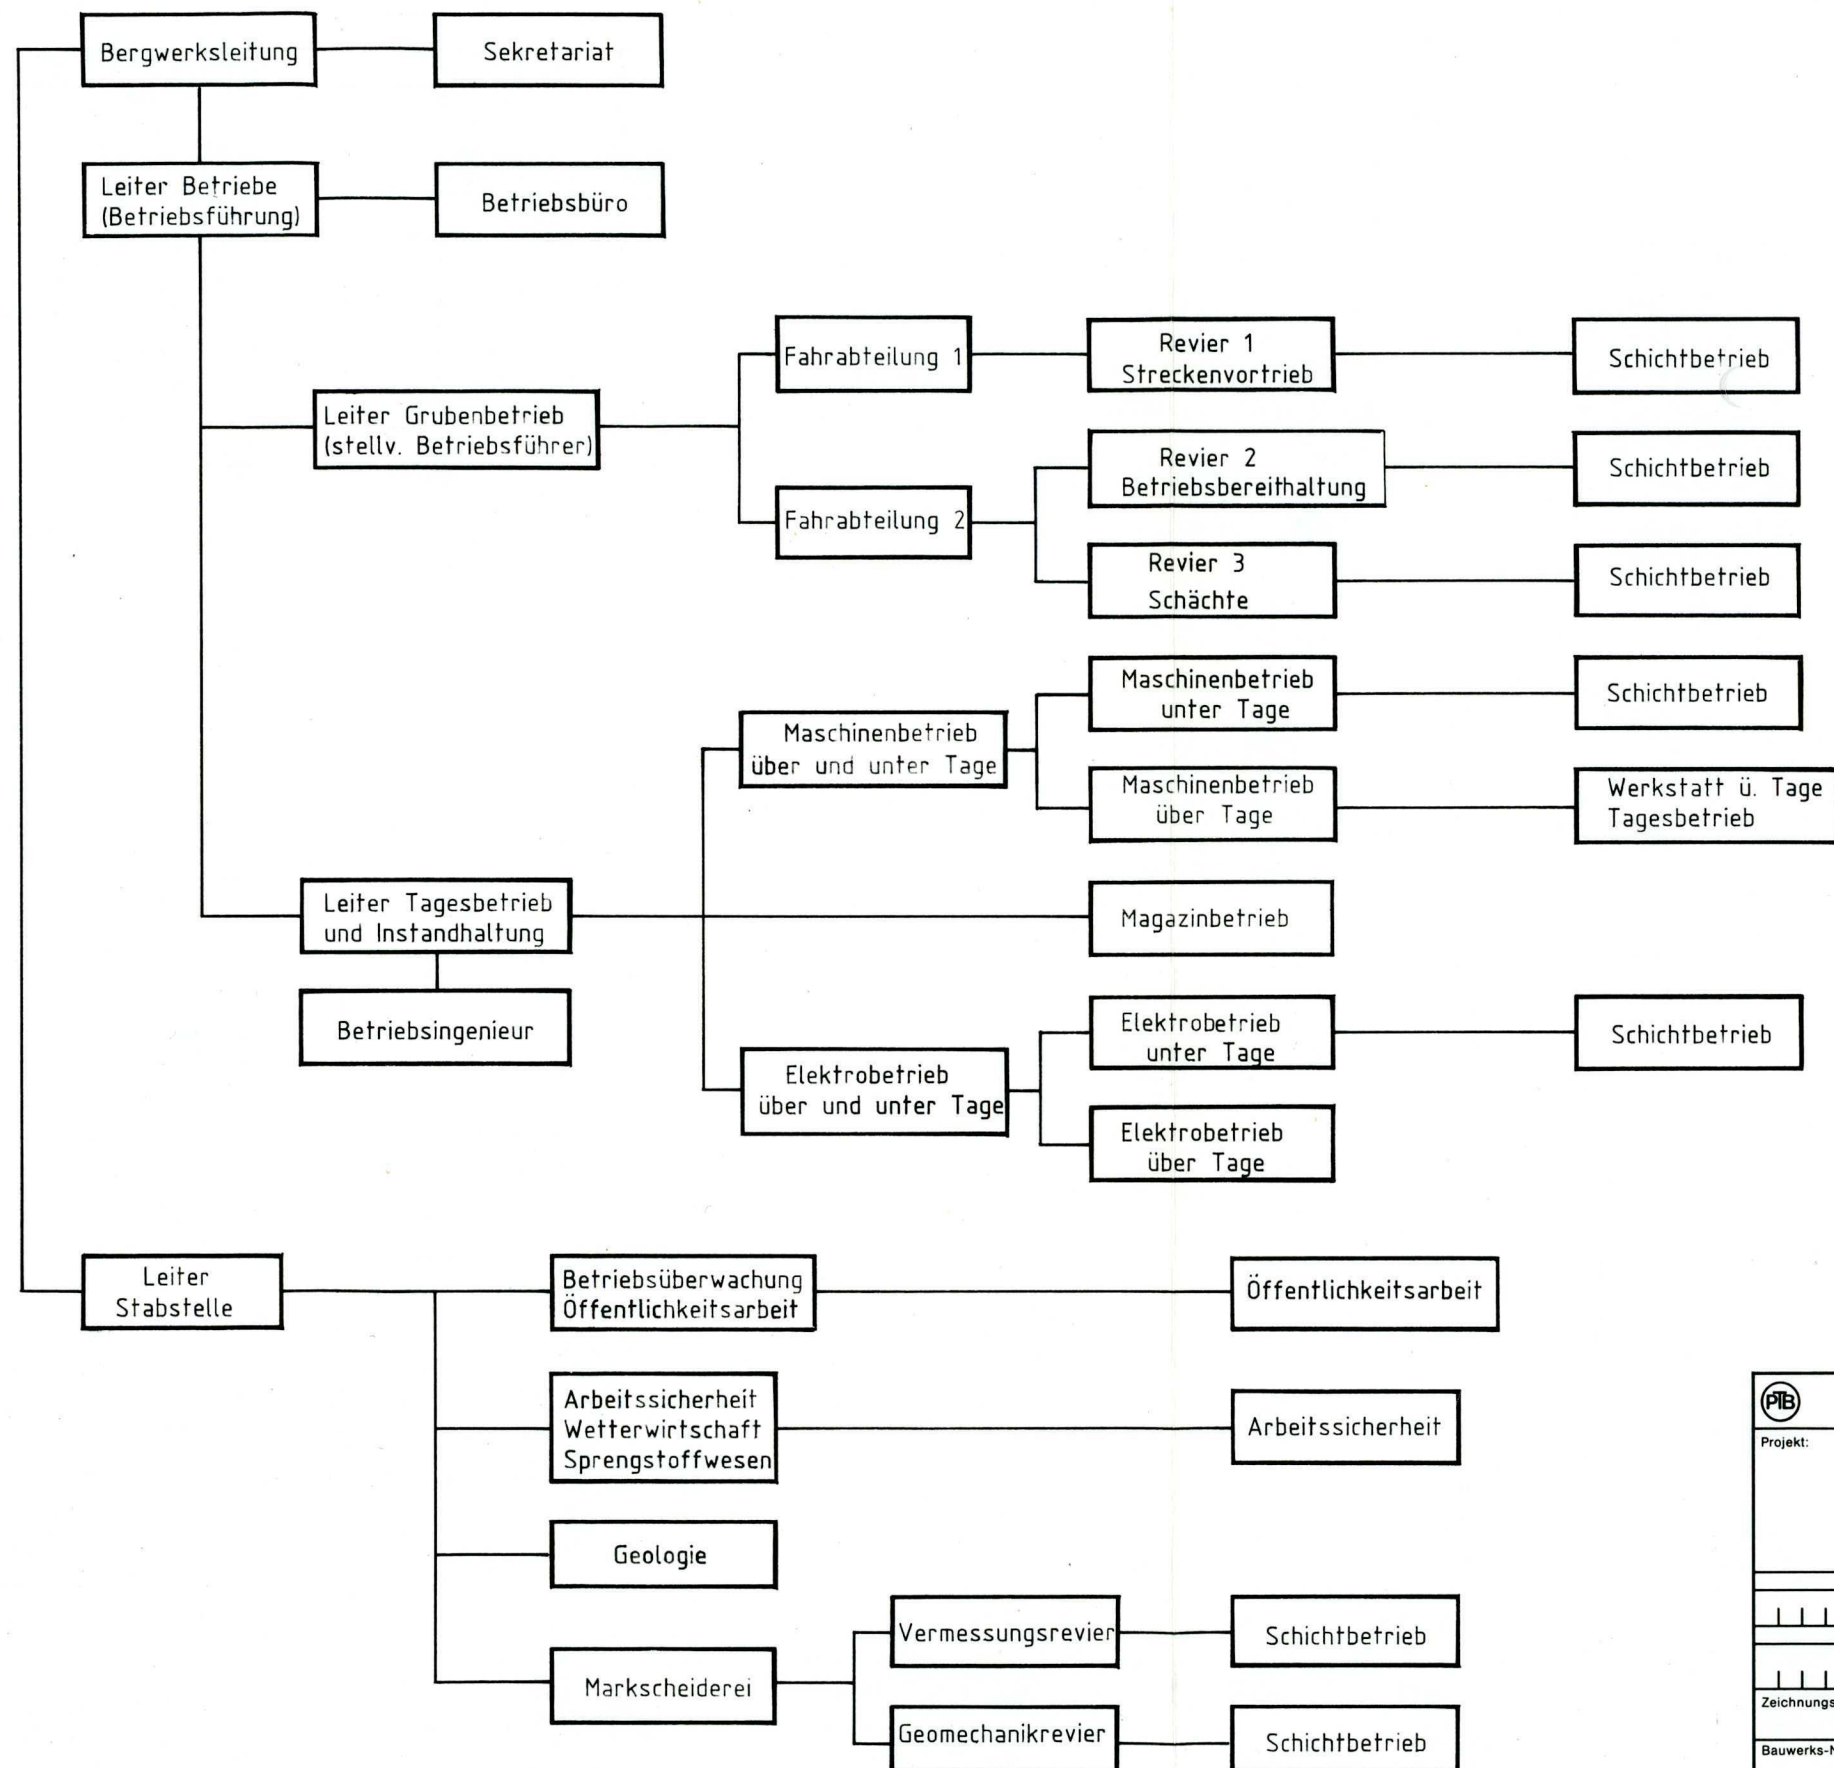 Bergwerksleitung
Sekretariat
Leiter Betriebe
(Betriebsführung)
Betriebsbüro
Fahrabteilung 1
Revier 1
Streckenvortrieb
Schichtbetrieb
Leiter Grubenbetrieb
(stellv. Betriebsführer)
Revier 2
Betriebsbereithaltung
Schichtbetrieb
Fahrabteilung 2
Revier 3
Schächte
Schichtbetrieb
Maschinenbetrieb
über und unter Tage
Maschinenbetrieb
unter Tage
Schichtbetrieb
Maschinenbetrieb
über Tage
Werkstatt ü. Tage
Tagesbetrieb
Leiter Tagesbetrieb
und Instandhaltung
Magazinbetrieb
Betriebsingenieur
Elektrobetrieb
über und unter Tage
Elektrobetrieb
unter Tage
Schichtbetrieb
Elektrobetrieb
über Tage
Leiter
Stabstelle
Betriebsüberwachung
Öffentlichkeitsarbeit
Öffentlichkeitsarbeit
Arbeitssicherheit
Wetterwirtschaft
Sprengstoffwesen
Arbeitssicherheit
Geologie
Markscheiderei
Vermessungsrevier
Schichtbetrieb
Geomechanikrevier
Schichtbetrieb
PTB
Projekt:
Zeichnungs
Bauwerks-N